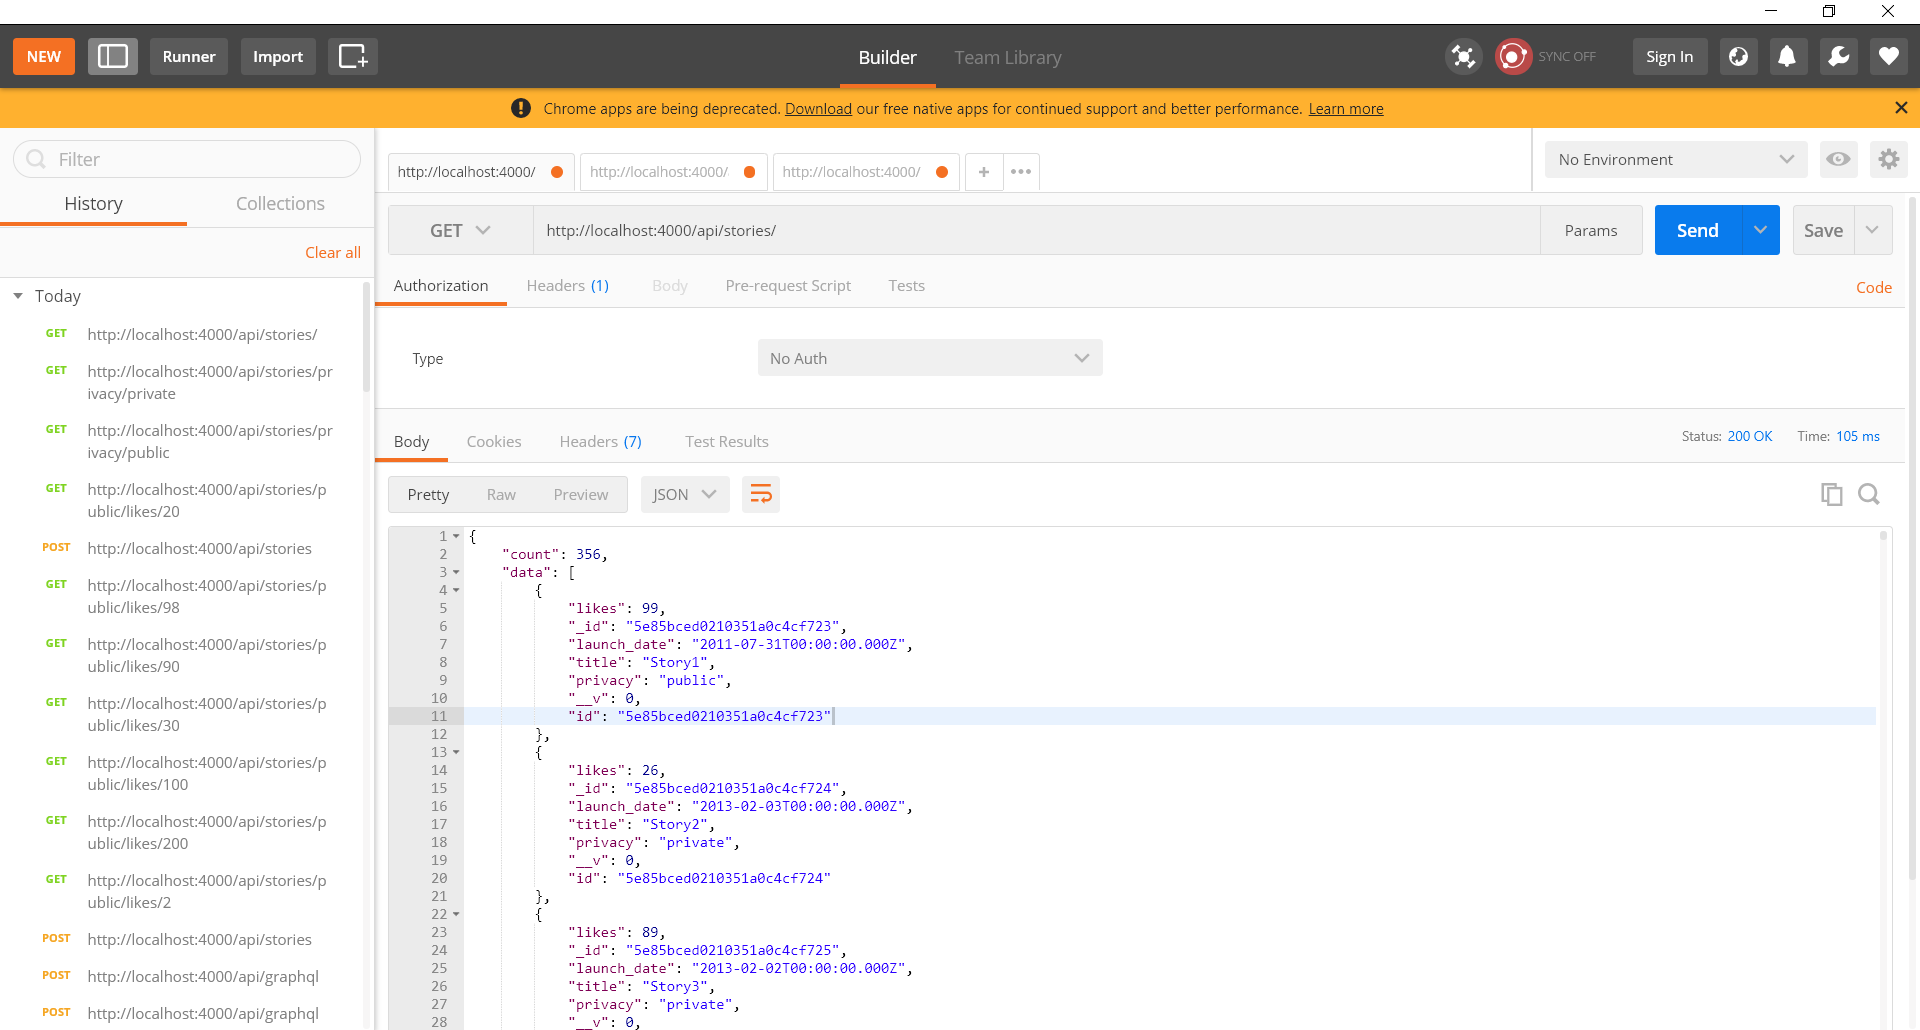 NEW Runner Import Builder Team Library SYNC OFF Sign In
Chrome apps are being deprecated. Download our free native apps for continued support and better performance. Learn more
Filter
History Collections
Clear all
Today
GET http://localhost:4000/api/stories/
GET http://localhost:4000/api/stories/pr
ivacy/private
GET http://localhost:4000/api/stories/pr
ivacy/public
GET http://localhost:4000/api/stories/p
ublic/likes/20
POST http://localhost:4000/api/stories
GET http://localhost:4000/api/stories/p
ublic/likes/98
GET http://localhost:4000/api/stories/p
ublic/likes/90
GET http://localhost:4000/api/stories/p
ublic/likes/30
GET http://localhost:4000/api/stories/p
ublic/likes/100
GET http://localhost:4000/api/stories/p
ublic/likes/200
GET http://localhost:4000/api/stories/p
ublic/likes/2
POST http://localhost:4000/api/stories
POST http://localhost:4000/api/graphql
POST http://localhost:4000/api/graphql
http://localhost:4000/ http://localhost:4000/ http://localhost:4000/ + •••
No Environment
GET http://localhost:4000/api/stories/ Params Send Save
Authorization Headers (1) Body Pre-request Script Tests Code
Type No Auth
Body Cookies Headers (7) Test Results Status: 200 OK Time: 105 ms
Pretty Raw Preview JSON
1 {
2 "count": 356,
3 "data": [
4 {
5 "likes": 99,
6 "_id": "5e85bced0210351a0c4cf723",
7 "launch_date": "2011-07-31T00:00:00.000Z",
8 "title": "Story1",
9 "privacy": "public",
10 "__v": 0,
11 "id": "5e85bced0210351a0c4cf723"
12 },
13 {
14 "likes": 26,
15 "_id": "5e85bced0210351a0c4cf724",
16 "launch_date": "2013-02-03T00:00:00.000Z",
17 "title": "Story2",
18 "privacy": "private",
19 "__v": 0,
20 "id": "5e85bced0210351a0c4cf724"
21 },
22 {
23 "likes": 89,
24 "_id": "5e85bced0210351a0c4cf725",
25 "launch_date": "2013-02-02T00:00:00.000Z",
26 "title": "Story3",
27 "privacy": "private",
28 "__v": 0,